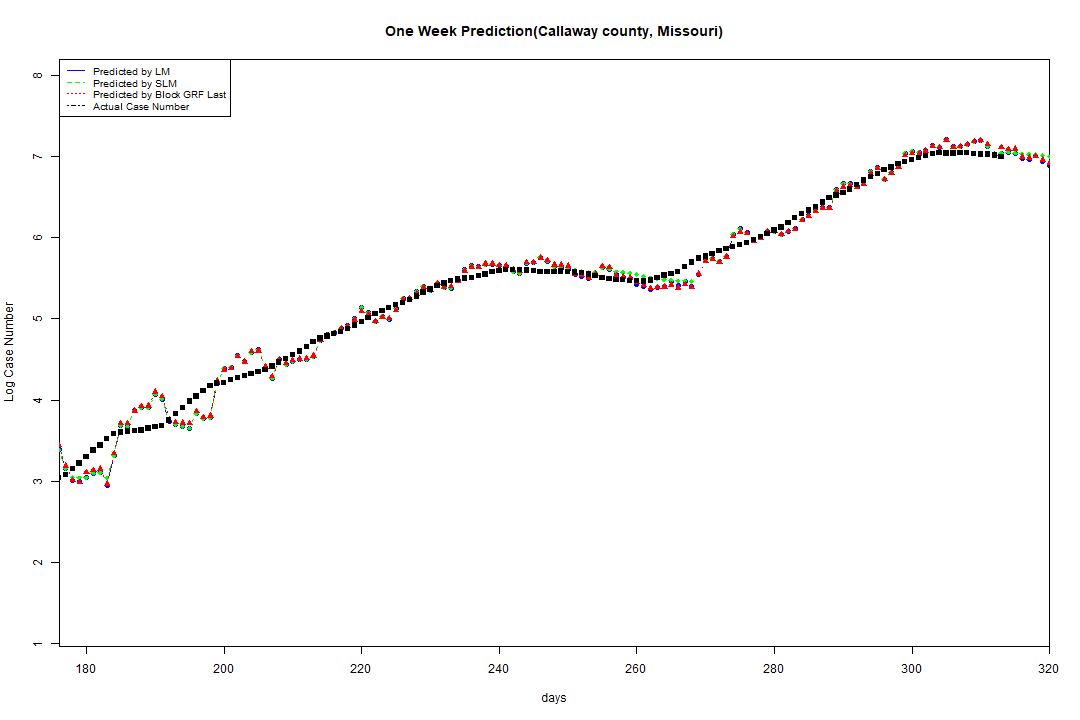 One Week Prediction(Callaway county, Missouri)
Predicted by LM
Predicted by SLM
Predicted by Block GRF Last
Actual Case Number
8
7
6
5
4
3
2
1
Log Case Number
180 200 220 240 260 280 300 320
days